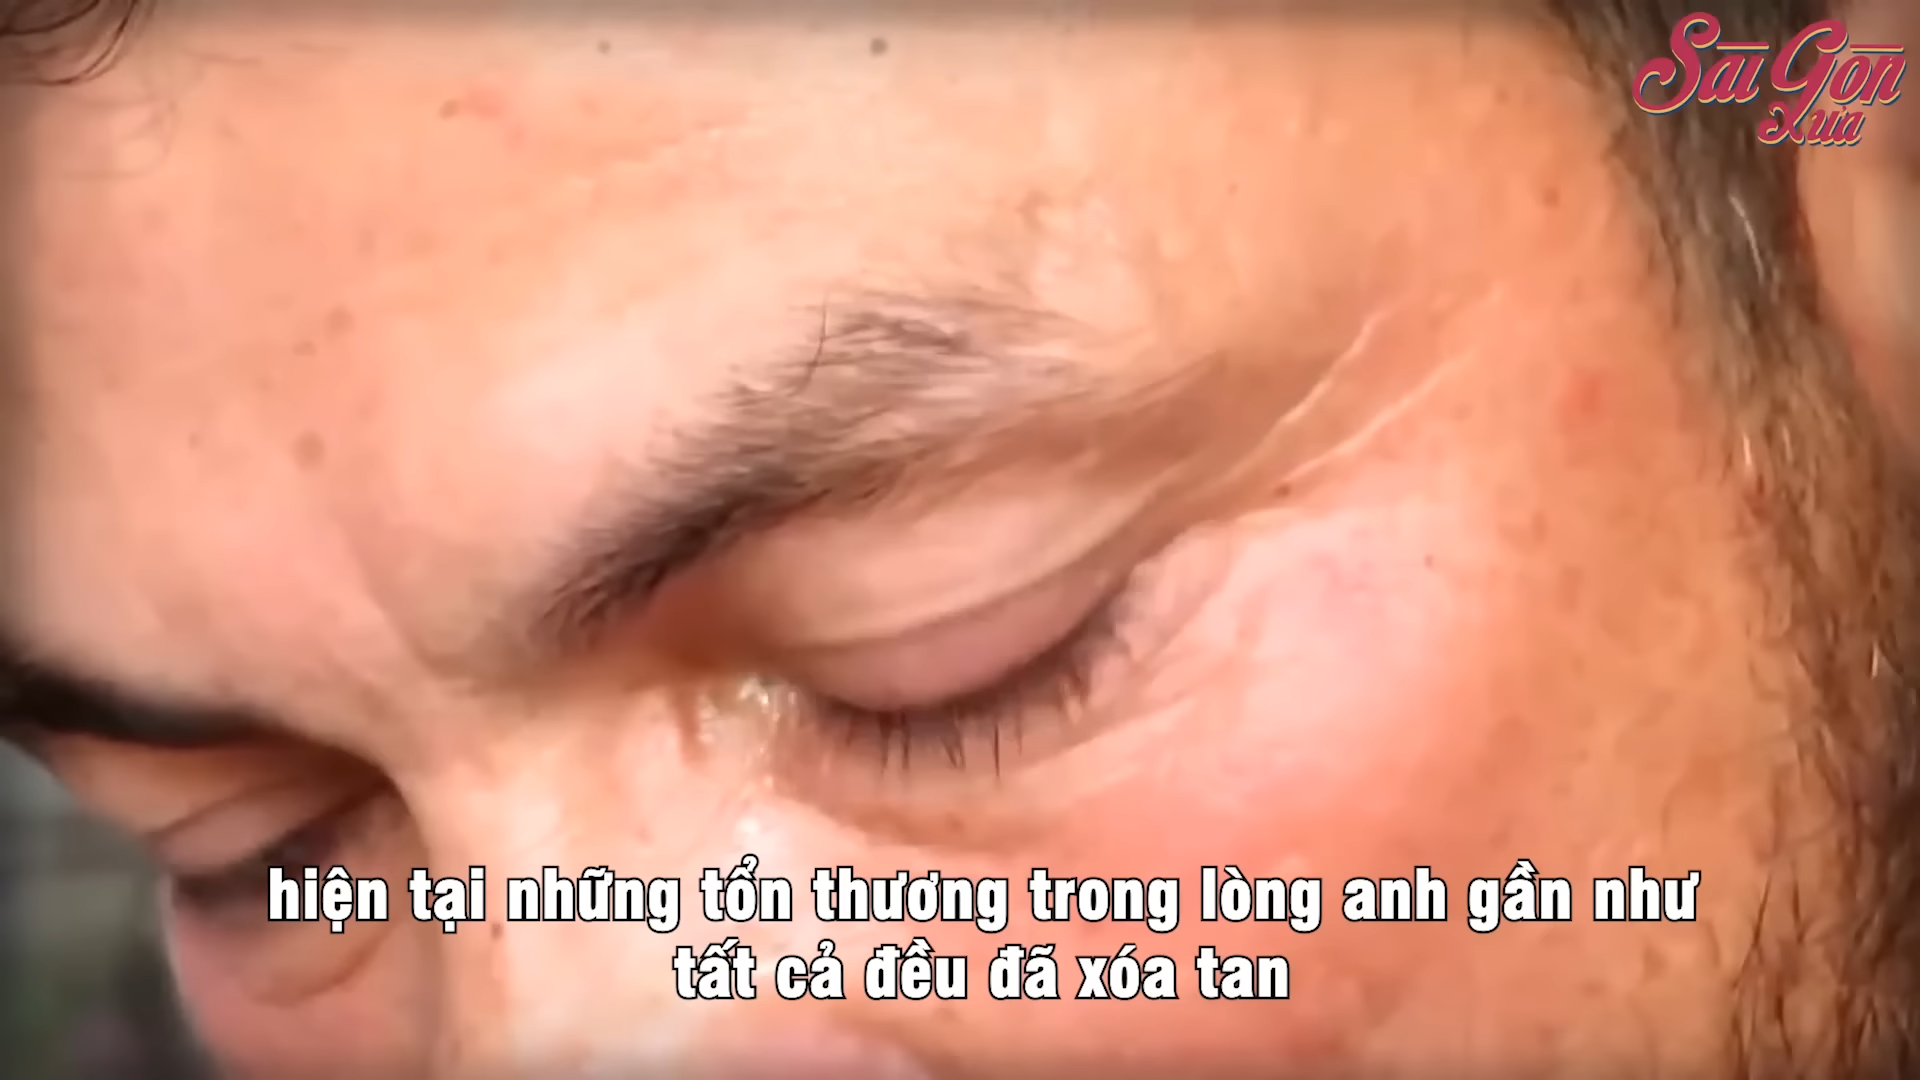 Sài Gòn
Xưa
hiện tại những tổn thương trong lòng anh gần như
tất cả đều đã xóa tan